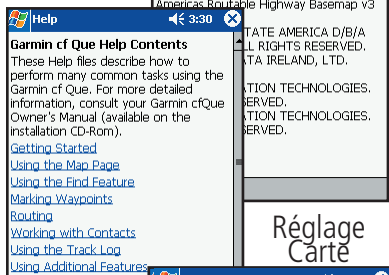 Americas Routable Highway Basemap v3
Help 3:30
TATE AMERICA D/B/A
LL RIGHTS RESERVED.
ATA IRELAND, LTD.
ATION TECHNOLOGIES.
SERVED.
ATION TECHNOLOGIES.
SERVED.
Garmin cf Que Help Contents
These Help files describe how to
perform many common tasks using the
Garmin cf Que. For more detailed
information, consult your Garmin cfQue
Owner's Manual (available on the
installation CD-Rom).
Getting Started
Using the Map Page
Using the Find Feature
Marking Waypoints
Routing
Working with Contacts
Using the Track Log
Using Additional Features
Réglage
Carte